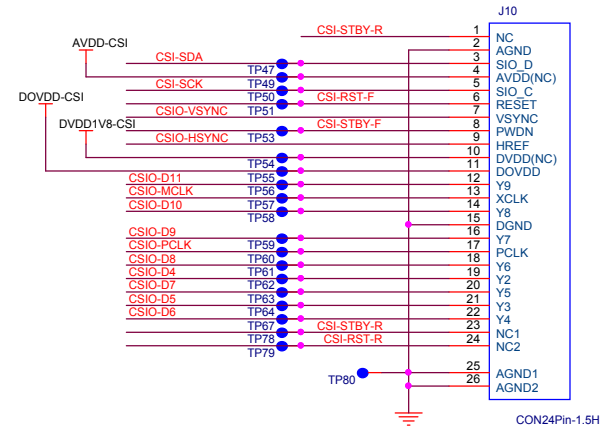 J10
CSI-STBY-R 1 NC
AVDD-CSI 2 AGND
CSI-SDA 3 SIO_D
TP47 4 AVDD(NC)
CSI-SCK TP49 5 SIO_C
DOVDD-CSI TP50 CSI-RST-F 6 RESET
CSIO-VSYNC TP51 7 VSYNC
DVDD1V8-CSI CSI-STBY-F 8 PWDN
CSIO-HSYNC TP53 9 HREF
10 DVDD(NC)
TP54 11 DOVDD
CSIO-D11 TP55 12 Y9
CSIO-MCLK TP56 13 XCLK
CSIO-D10 TP57 14 Y8
TP58 15 DGND
CSIO-D9 16 Y7
CSIO-PCLK TP59 17 PCLK
CSIO-D8 TP60 18 Y6
CSIO-D4 TP61 19 Y2
CSIO-D7 TP62 20 Y5
CSIO-D5 TP63 21 Y3
CSIO-D6 TP64 22 Y4
TP67 CSI-STBY-R 23 NC1
TP78 CSI-RST-R 24 NC2
TP79
25 AGND1
TP80 26 AGND2
CON24Pin-1.5H